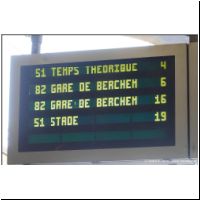 51 TEMPS THEORIQUE 4
82 GARE DE BERCHEM 6
82 GARE DE BERCHEM 16
51 STADE 19